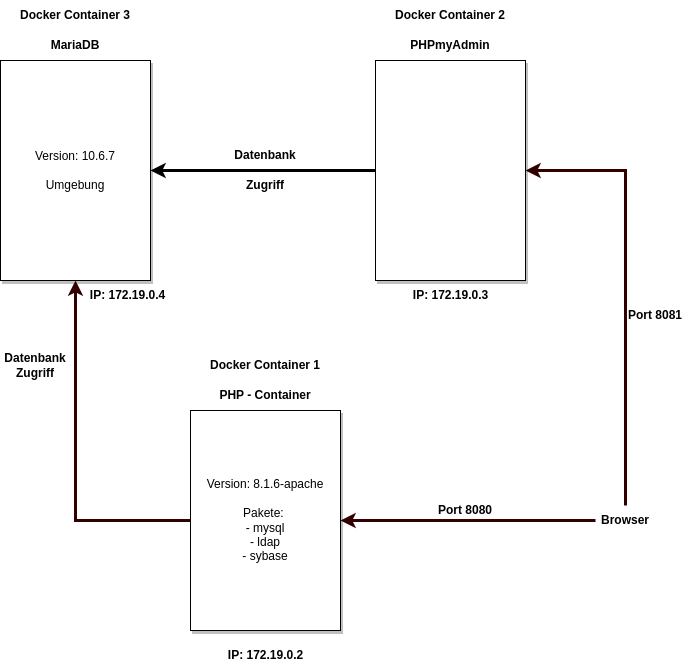 Docker Container 3
MariaDB
Docker Container 2
PHPmyAdmin
Version: 10.6.7
Umgebung
Datenbank
Zugriff
IP: 172.19.0.4
IP: 172.19.0.3
Port 8081
Datenbank
Zugriff
Docker Container 1
PHP - Container
Version: 8.1.6-apache
Pakete:
- mysql
- ldap
- sybase
Port 8080
Browser
IP: 172.19.0.2